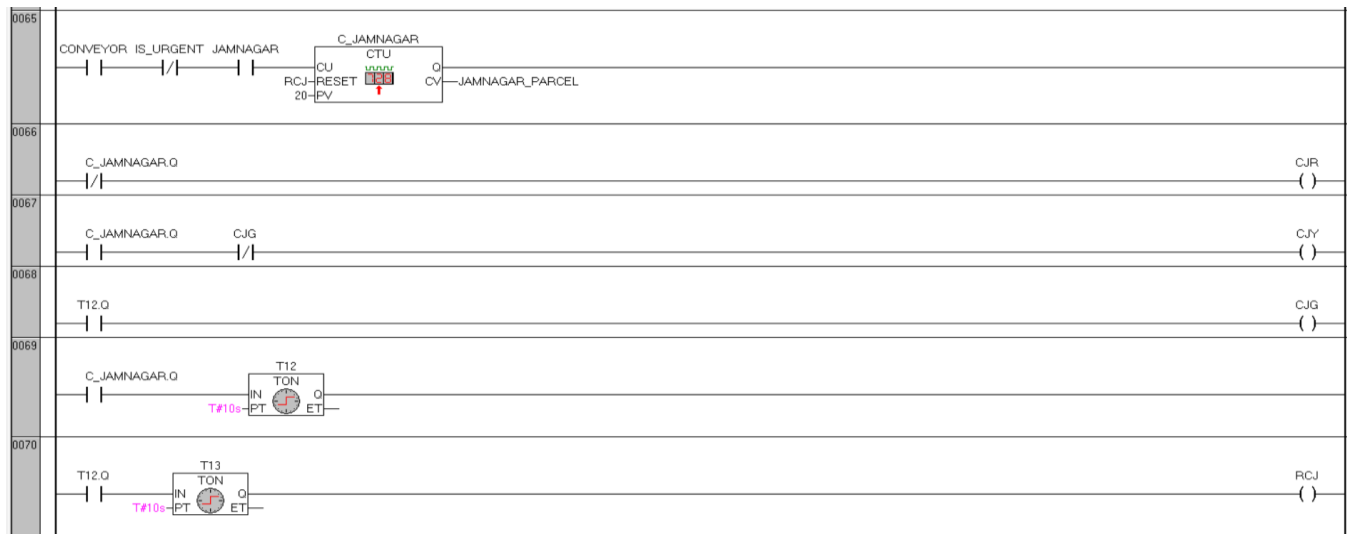 0065
CONVEYOR IS_URGENT JAMNAGAR
C_JAMNAGAR
CTU
CU Q
RCJ RESET 128 CV JAMNAGAR_PARCEL
20 PV
0066
C_JAMNAGAR.Q CJR
0067
C_JAMNAGAR.Q CJG CJY
0068
T12.Q CJG
0069
C_JAMNAGAR.Q
T12
TON
IN Q
T#10s PT ET
0070
T12.Q
T13
TON
RCJ
IN Q
T#10s PT ET